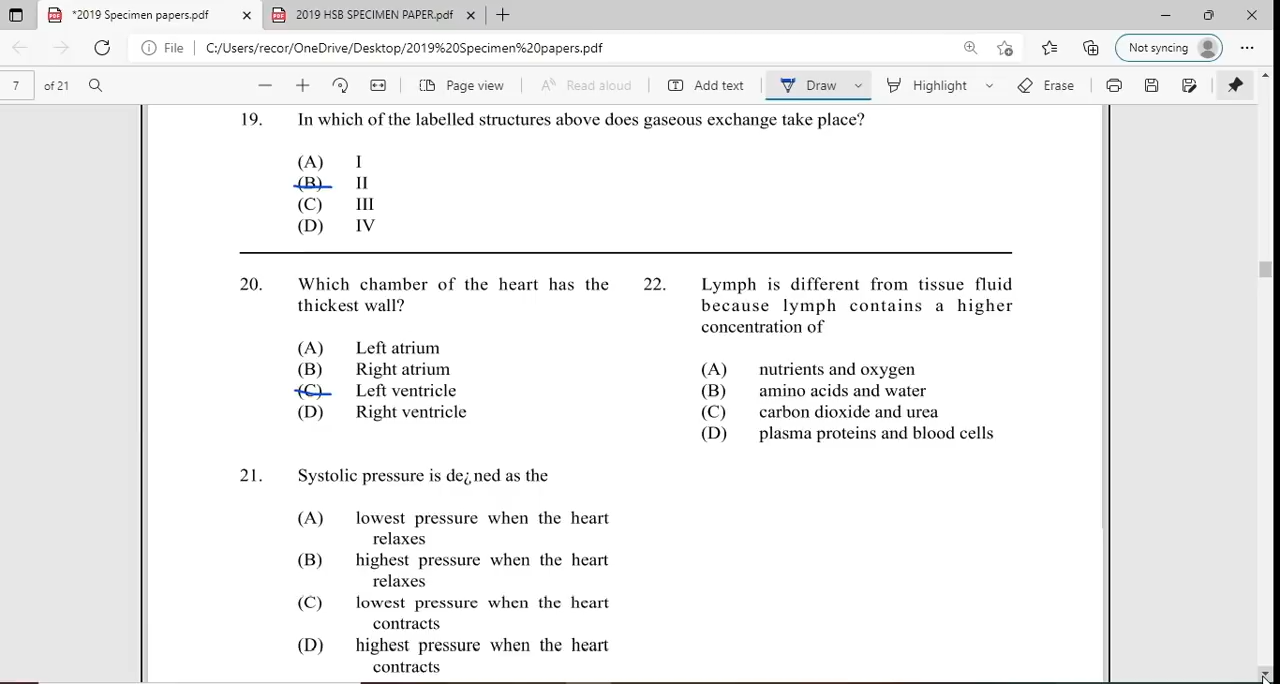 *2019 Specimen papers.pdf
2019 HSB SPECIMEN PAPER.pdf
File
C:/Users/recor/OneDrive/Desktop/2019%20Specimen%20papers.pdf
Not syncing
7 of 21
Page view
Read aloud
Add text
Draw
Highlight
Erase
19. In which of the labelled structures above does gaseous exchange take place?
(A) I
(B) II
(C) III
(D) IV
20. Which chamber of the heart has the
thickest wall?
(A) Left atrium
(B) Right atrium
(C) Left ventricle
(D) Right ventricle
21. Systolic pressure is de¿ned as the
(A) lowest pressure when the heart
relaxes
(B) highest pressure when the heart
relaxes
(C) lowest pressure when the heart
contracts
(D) highest pressure when the heart
contracts
22. Lymph is different from tissue fluid
because lymph contains a higher
concentration of
(A) nutrients and oxygen
(B) amino acids and water
(C) carbon dioxide and urea
(D) plasma proteins and blood cells